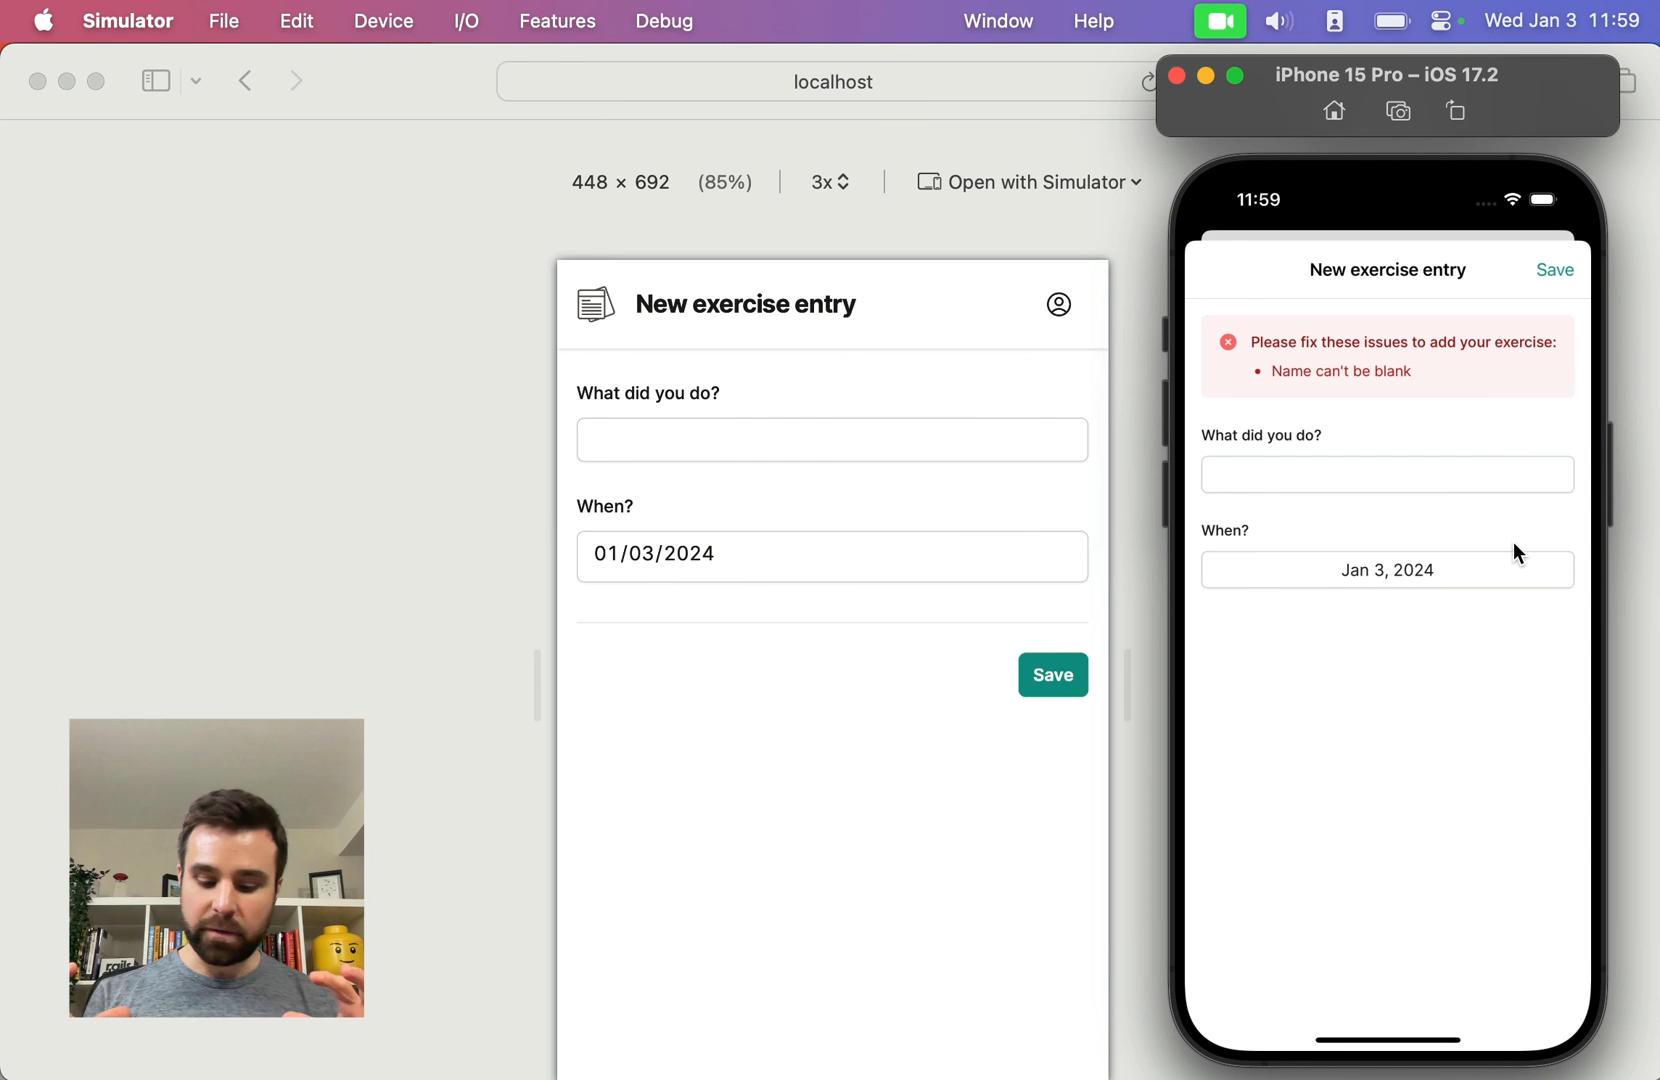 Simulator File Edit Device I/O Features Debug Window Help Wed Jan 3 11:59
localhost
448 × 692 (85%) 3x Open with Simulator
New exercise entry
What did you do?
When?
01/03/2024
Save
iPhone 15 Pro – iOS 17.2
11:59
New exercise entry Save
Please fix these issues to add your exercise:
• Name can't be blank
What did you do?
When?
Jan 3, 2024
rails